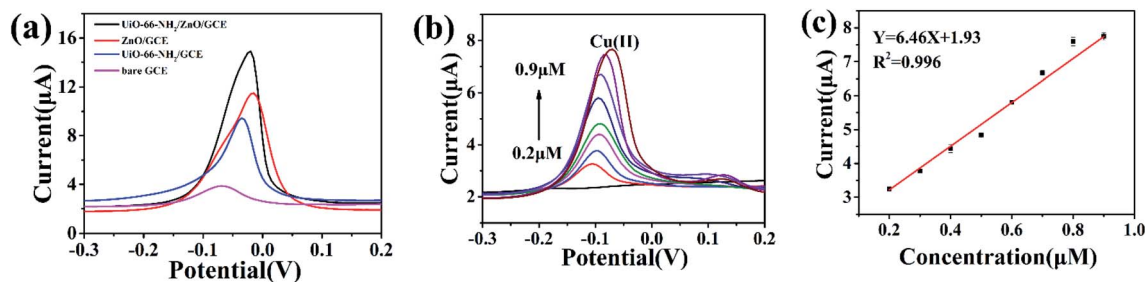 (a)
UiO-66-NH₂/ZnO/GCE
ZnO/GCE
UiO-66-NH₂/GCE
bare GCE
16
12
8
4
0
Current(μA)
-0.3 -0.2 -0.1 0.0 0.1 0.2
Potential(V)
(b)
Cu(II)
0.9μM
0.2μM
8
6
4
2
0
Current(μA)
-0.3 -0.2 -0.1 0.0 0.1 0.2
Potential(V)
(c)
Y=6.46X+1.93
R²=0.996
8
7
6
5
4
3
Current(μA)
0.2 0.4 0.6 0.8 1.0
Concentration(μM)